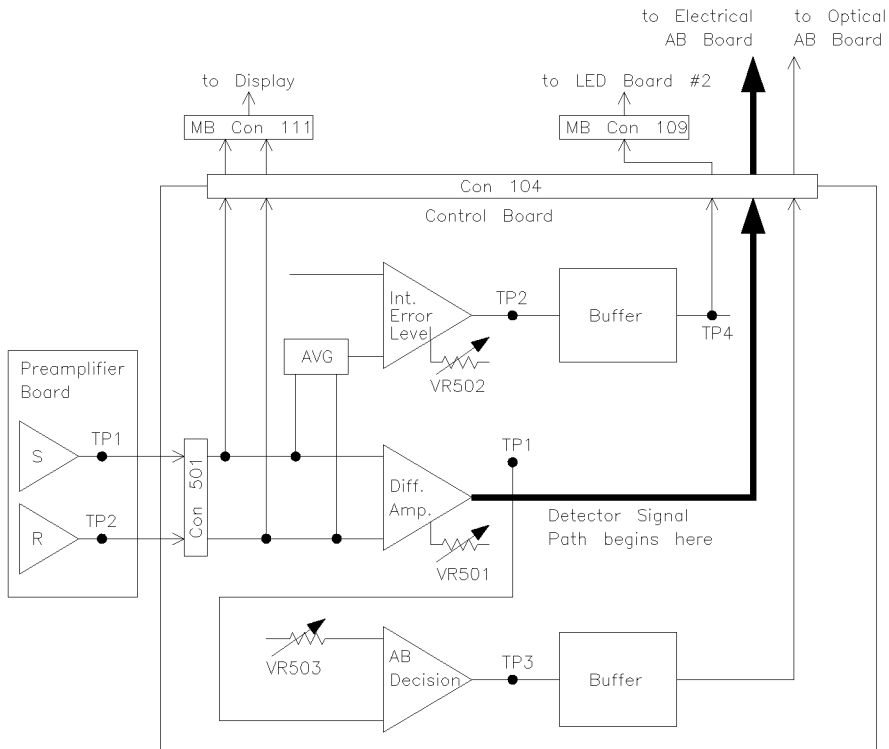 to Electrical
AB Board
to Optical
AB Board
to Display
to LED Board #2
MB Con 111
MB Con 109
Con 104
Control Board
Int.
Error
Level
TP2
Buffer
TP4
VR502
AVG
Preamplifier
Board
TP1
S
TP2
R
Con 501
TP1
Diff.
Amp.
VR501
Detector Signal
Path begins here
VR503
AB
Decision
TP3
Buffer